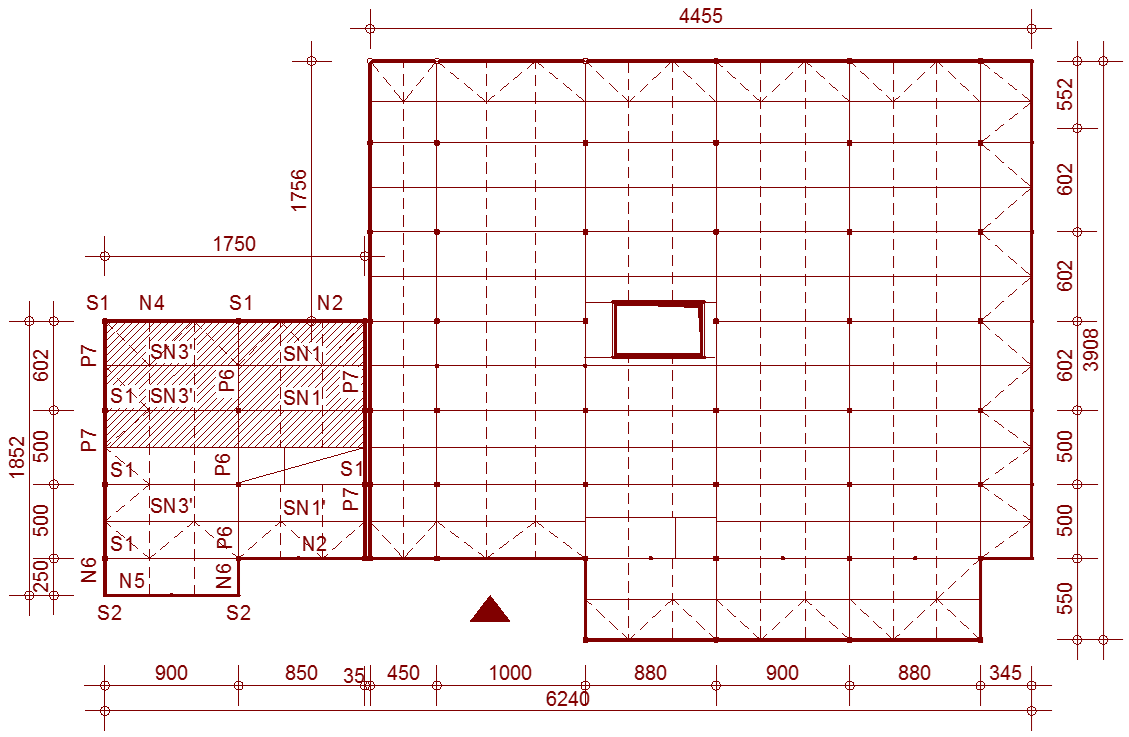 4455
552
1756
602
1750
602
S1 N4 S1 N2
P7 SN3' SN1
602 P6 P7 602 3908
S1 SN3' SN1
P7
500 P6 500
1852 S1 S1
SN3' P7
SN1'
500 P6 500
S1 N2
N6 N6
250 N5 550
S2 S2
900 850 35 450 1000 880 900 880 345
6240